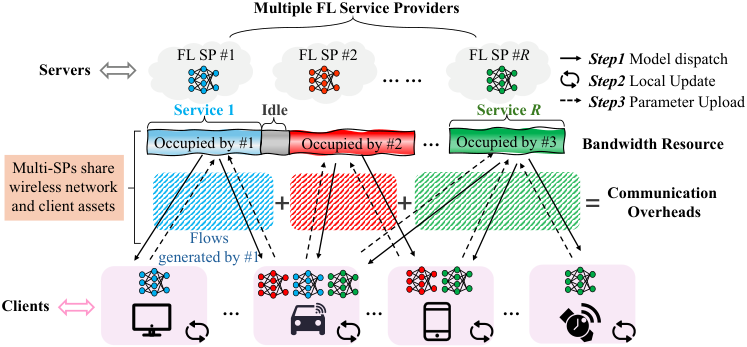 Multiple FL Service Providers
Servers
FL SP #1
FL SP #2
... ...
FL SP #R
Step1 Model dispatch
Step2 Local Update
Step3 Parameter Upload
Service 1
Idle
Service R
Occupied by #1
Occupied by #2
...
Occupied by #3
Bandwidth Resource
Multi-SPs share
wireless network
and client assets
+
+
=
Communication
Overheads
Flows
generated by #1
Clients
...
...
...